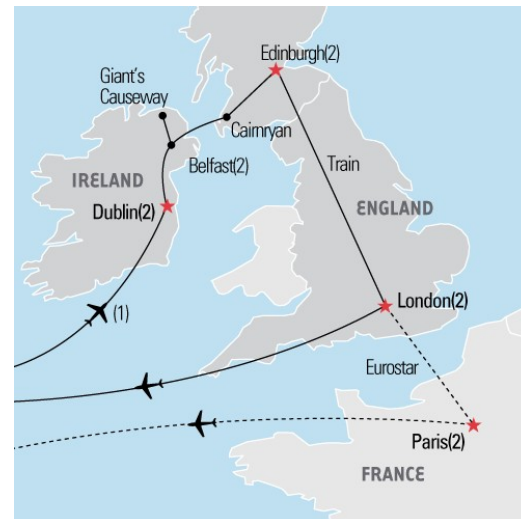 Edinburgh(2)
Giant's
Causeway
Cairnryan
Belfast(2)
IRELAND
Train
ENGLAND
Dublin(2)
(1)
London(2)
Eurostar
Paris(2)
FRANCE